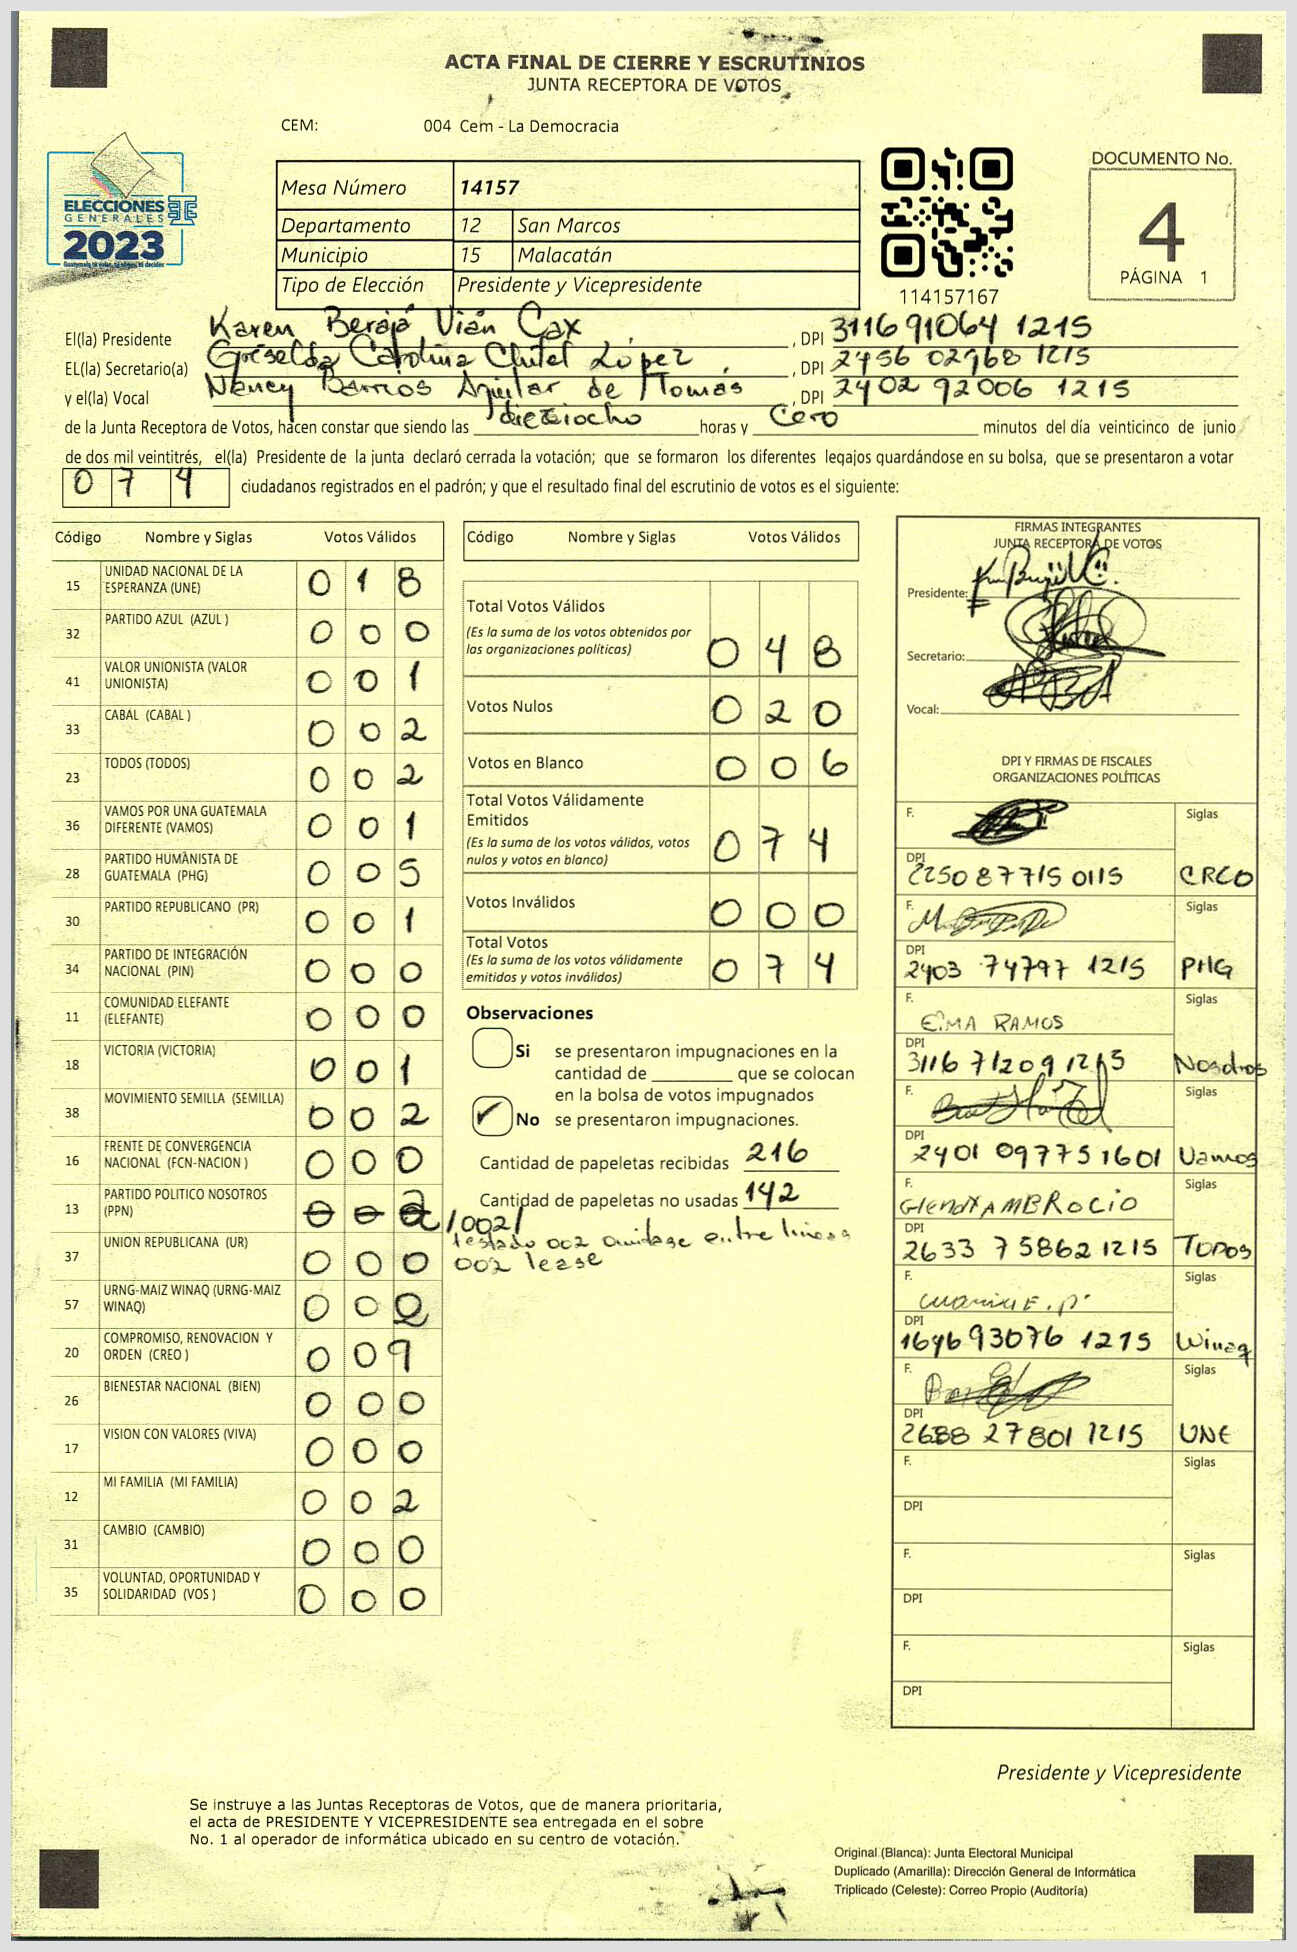 ACTA FINAL DE CIERRE Y ESCRUTINIOS
JUNTA RECEPTORA DE VOTOS
CEM: 004 Cem - La Democracia
ELECCIONES
GENERALES
2023
Mesa Número 14157
Departamento 12 San Marcos
Municipio 15 Malacatán
Tipo de Elección Presidente y Vicepresidente
114157167
DOCUMENTO No.
4
PÁGINA 1
El(la) Presidente Karen Vián Cax, DPI 3116 91064 1215
EL(la) Secretario(a) Griselda Carolina Chitel López, DPI 2456 02968 1215
y el(la) Vocal Nancy Barrios Aguilar de Tomás, DPI 2402 92006 1215
de la Junta Receptora de Votos, hacen constar que siendo las dieciocho horas y Cero minutos del día veinticinco de junio
de dos mil veintitrés, el(la) Presidente de la junta declaró cerrada la votación; que se formaron los diferentes legajos guardándose en su bolsa, que se presentaron a votar
0 7 4 ciudadanos registrados en el padrón; y que el resultado final del escrutinio de votos es el siguiente:
Código Nombre y Siglas Votos Válidos
15 UNIDAD NACIONAL DE LA ESPERANZA (UNE) 0 1 8
32 PARTIDO AZUL (AZUL ) 0 0 0
41 VALOR UNIONISTA (VALOR UNIONISTA) 0 0 1
33 CABAL (CABAL ) 0 0 2
23 TODOS (TODOS) 0 0 2
36 VAMOS POR UNA GUATEMALA DIFERENTE (VAMOS) 0 0 1
28 PARTIDO HUMANISTA DE GUATEMALA (PHG) 0 0 5
30 PARTIDO REPUBLICANO (PR) 0 0 1
34 PARTIDO DE INTEGRACIÓN NACIONAL (PIN) 0 0 0
11 COMUNIDAD ELEFANTE (ELEFANTE) 0 0 0
18 VICTORIA (VICTORIA) 0 0 1
38 MOVIMIENTO SEMILLA (SEMILLA) 0 0 2
16 FRENTE DE CONVERGENCIA NACIONAL (FCN-NACION ) 0 0 0
13 PARTIDO POLITICO NOSOTROS (PPN) 0 0 2 /002/
testado 002 omitase entre lineas
002 lease
37 UNION REPUBLICANA (UR) 0 0 0
57 URNG-MAIZ WINAQ (URNG-MAIZ WINAQ) 0 0 2
20 COMPROMISO, RENOVACION Y ORDEN (CREO ) 0 0 9
26 BIENESTAR NACIONAL (BIEN) 0 0 0
17 VISION CON VALORES (VIVA) 0 0 0
12 MI FAMILIA (MI FAMILIA) 0 0 2
31 CAMBIO (CAMBIO) 0 0 0
35 VOLUNTAD, OPORTUNIDAD Y SOLIDARIDAD (VOS ) 0 0 0
Código Nombre y Siglas Votos Válidos
Total Votos Válidos
(Es la suma de los votos obtenidos por
las organizaciones políticas) 0 4 8
Votos Nulos 0 2 0
Votos en Blanco 0 0 6
Total Votos Válidamente
Emitidos
(Es la suma de los votos válidos, votos
nulos y votos en blanco) 0 7 4
Votos Inválidos 0 0 0
Total Votos
(Es la suma de los votos válidamente
emitidos y votos inválidos) 0 7 4
Observaciones
Si se presentaron impugnaciones en la
cantidad de ________ que se colocan
en la bolsa de votos impugnados
No se presentaron impugnaciones.
Cantidad de papeletas recibidas 216
Cantidad de papeletas no usadas 142
FIRMAS INTEGRANTES
JUNTA RECEPTORA DE VOTOS
Presidente:
Secretario:
Vocal:
DPI Y FIRMAS DE FISCALES
ORGANIZACIONES POLÍTICAS
F. Siglas
DPI 2250 87715 0115 CREO
F. Siglas
DPI 2403 74797 1215 PHG
F. RAMOS Siglas
DPI 3116 71209 1215 Nosotros
F. Siglas
DPI 2401 09775 1601 Vamos
F. Glenda AMBROCIO Siglas
DPI 2633 75862 1215 TODOS
F. Siglas
DPI 1646 93076 1215 Winaq
F. Siglas
DPI 2688 27801 1215 UNE
F. Siglas
DPI
F. Siglas
DPI
F. Siglas
DPI
Presidente y Vicepresidente
Se instruye a las Juntas Receptoras de Votos, que de manera prioritaria,
el acta de PRESIDENTE Y VICEPRESIDENTE sea entregada en el sobre
No. 1 al operador de informática ubicado en su centro de votación.
Original (Blanca): Junta Electoral Municipal
Duplicado (Amarilla): Dirección General de Informática
Triplicado (Celeste): Correo Propio (Auditoría)